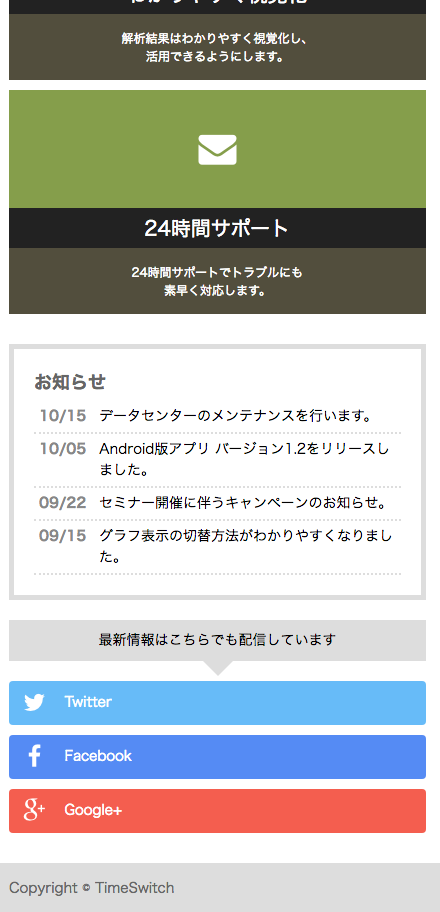 わかりやすく視覚化
解析結果はわかりやすく視覚化し、
活用できるようにします。
24時間サポート
24時間サポートでトラブルにも
素早く対応します。
お知らせ
10/15 データセンターのメンテナンスを行います。
10/05 Android版アプリ バージョン1.2をリリースし
ました。
09/22 セミナー開催に伴うキャンペーンのお知らせ。
09/15 グラフ表示の切替方法がわかりやすくなりまし
た。
最新情報はこちらでも配信しています
Twitter
Facebook
Google+
Copyright © TimeSwitch